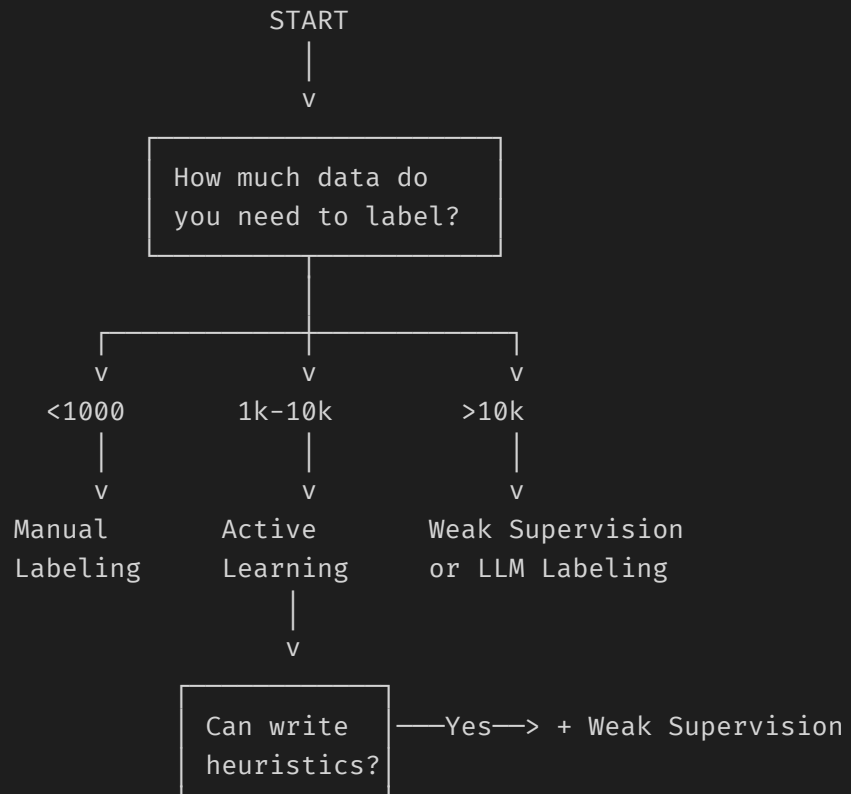 START
v
How much data do
you need to label?
v v v
<1000 1k-10k >10k
v v v
Manual Active Weak Supervision
Labeling Learning or LLM Labeling
v
Can write ───Yes──> + Weak Supervision
heuristics?